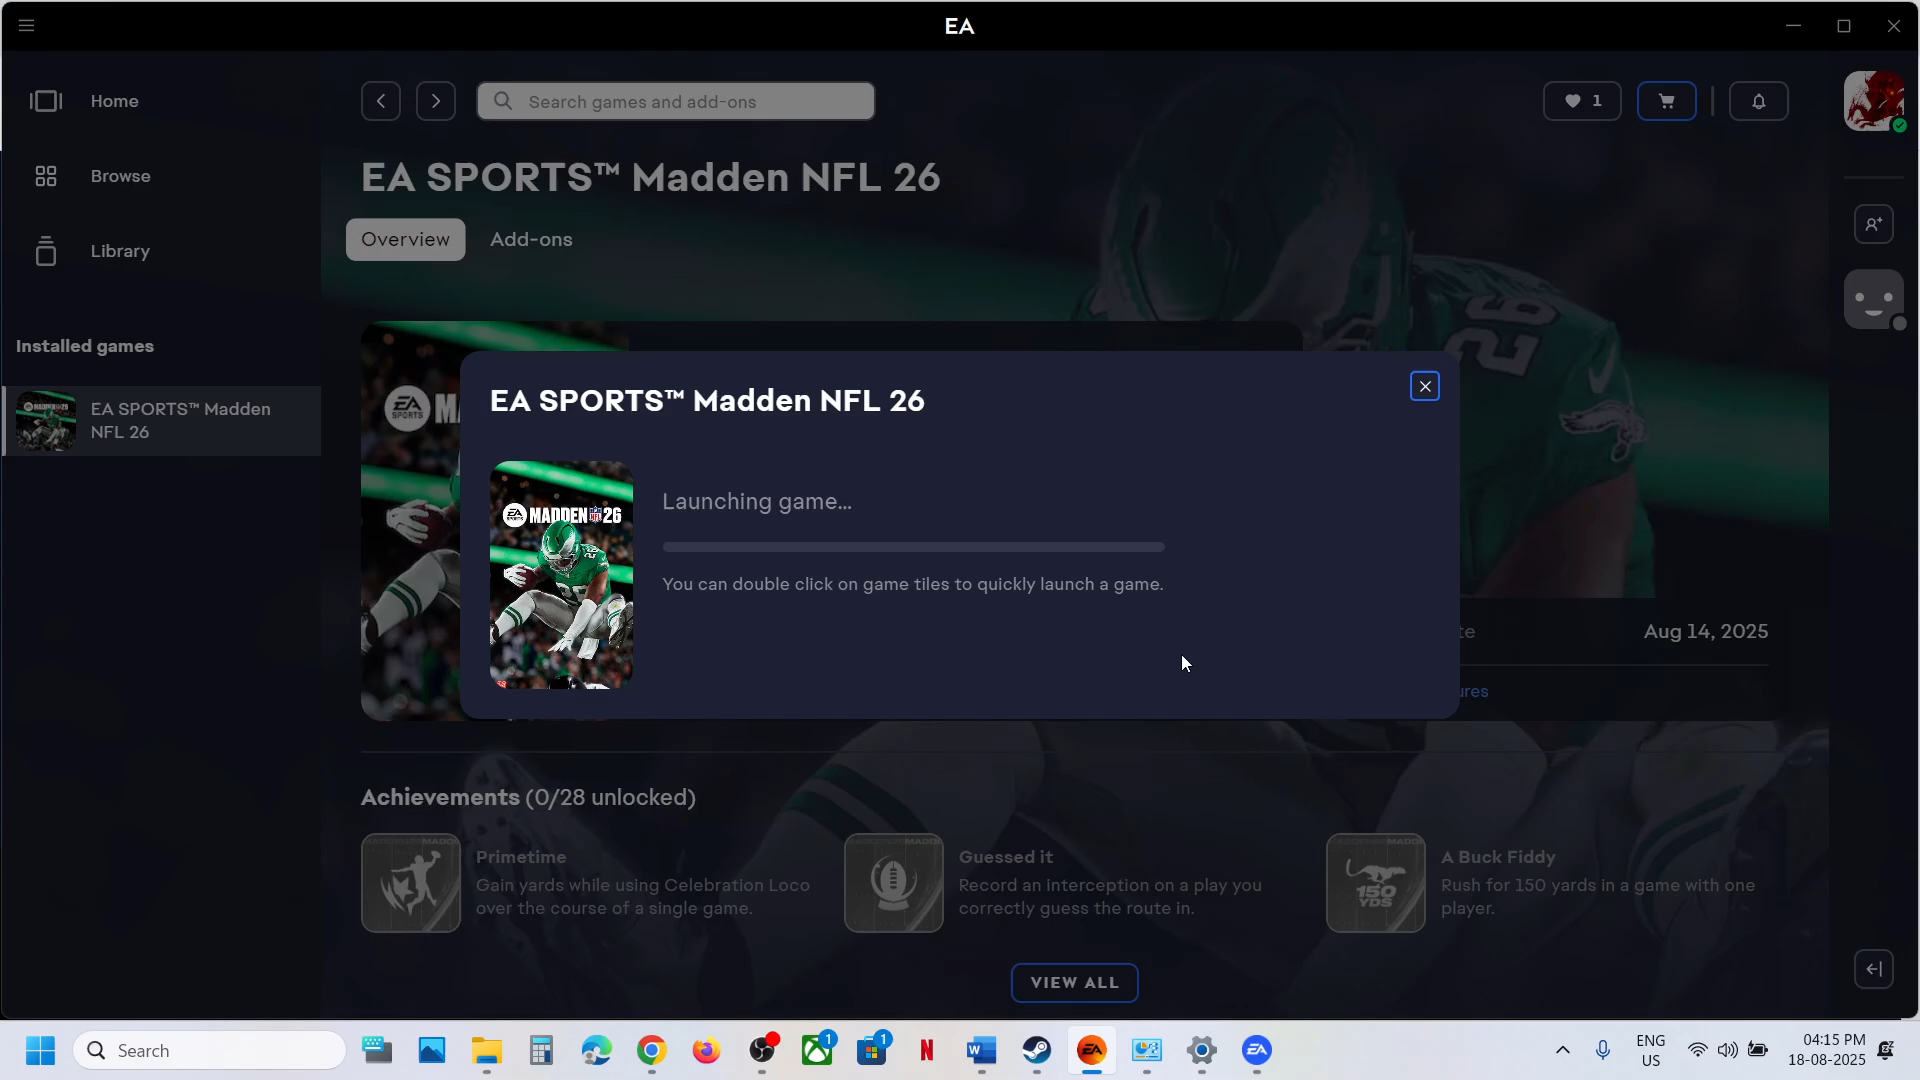 EA
Home
Browse
Library
Installed games
EA SPORTS™ Madden
NFL 26
Search games and add-ons
1
EA SPORTS™ Madden NFL 26
Overview
Add-ons
EA SPORTS™ Madden NFL 26
MADDEN NFL 26
Launching game...
You can double click on game tiles to quickly launch a game.
te
Aug 14, 2025
ures
Achievements (0/28 unlocked)
Primetime
Gain yards while using Celebration Loco
over the course of a single game.
Guessed it
Record an interception on a play you
correctly guess the route in.
150
YDS
A Buck Fiddy
Rush for 150 yards in a game with one
player.
VIEW ALL
Search
1
1
ENG
US
04:15 PM
18-08-2025